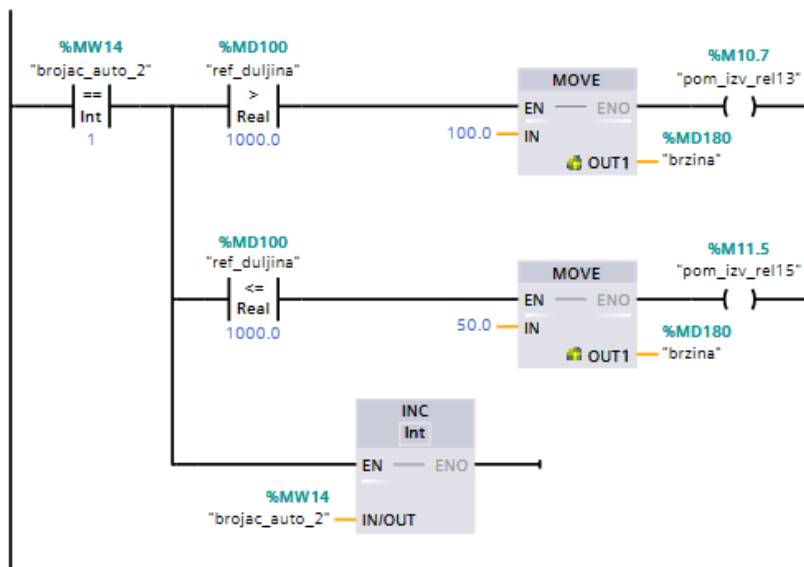 %MW14
"brojac_auto_2"
==
Int
1
%MD100
"ref_duljina"
>
Real
1000.0
MOVE
EN
ENO
100.0
IN
OUT1
%M10.7
"pom_izv_rel13"
( )
%MD180
"brzina"
%MD100
"ref_duljina"
<=
Real
1000.0
MOVE
EN
ENO
50.0
IN
OUT1
%M11.5
"pom_izv_rel15"
( )
%MD180
"brzina"
INC
Int
EN
ENO
%MW14
"brojac_auto_2"
IN/OUT